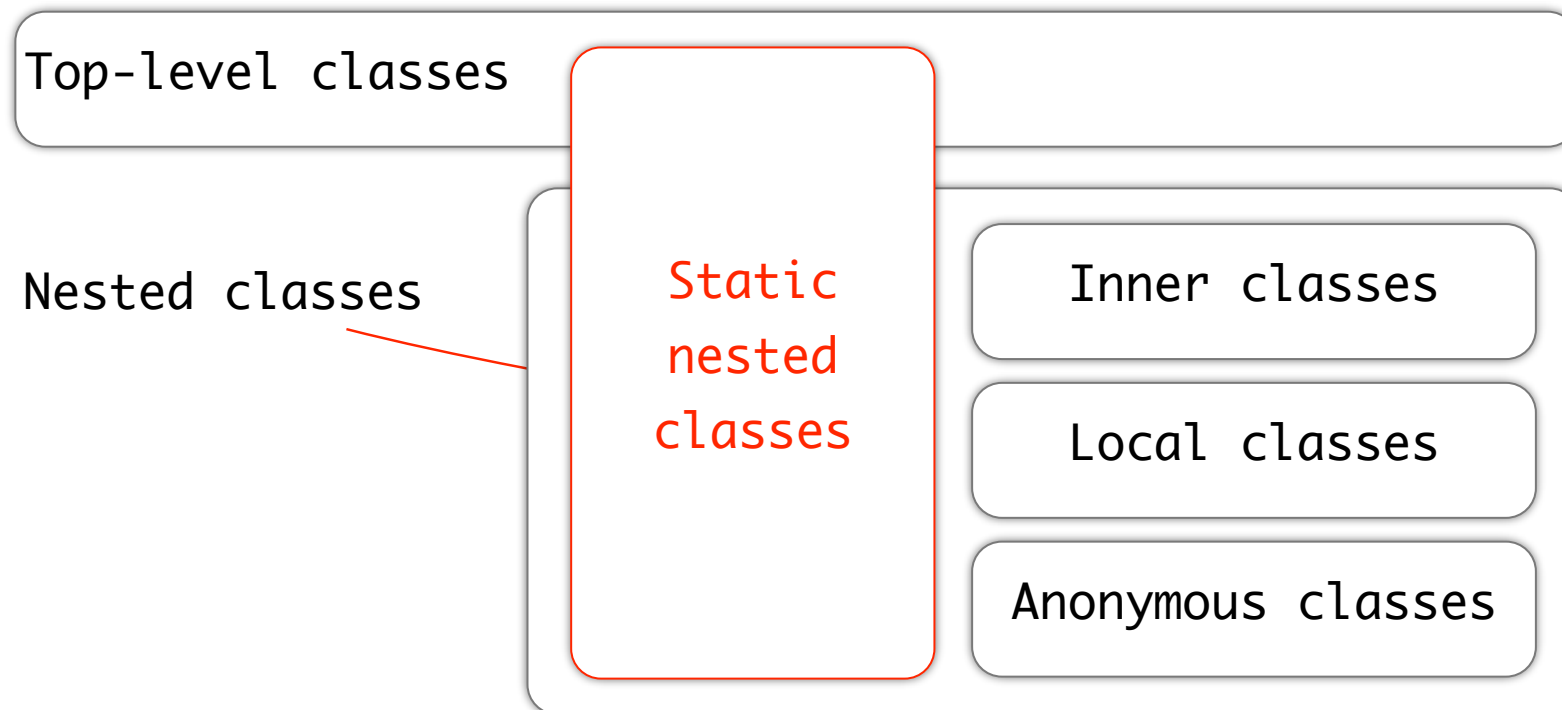 Top-level classes
Nested classes
Static
nested
classes
Inner classes
Local classes
Anonymous classes